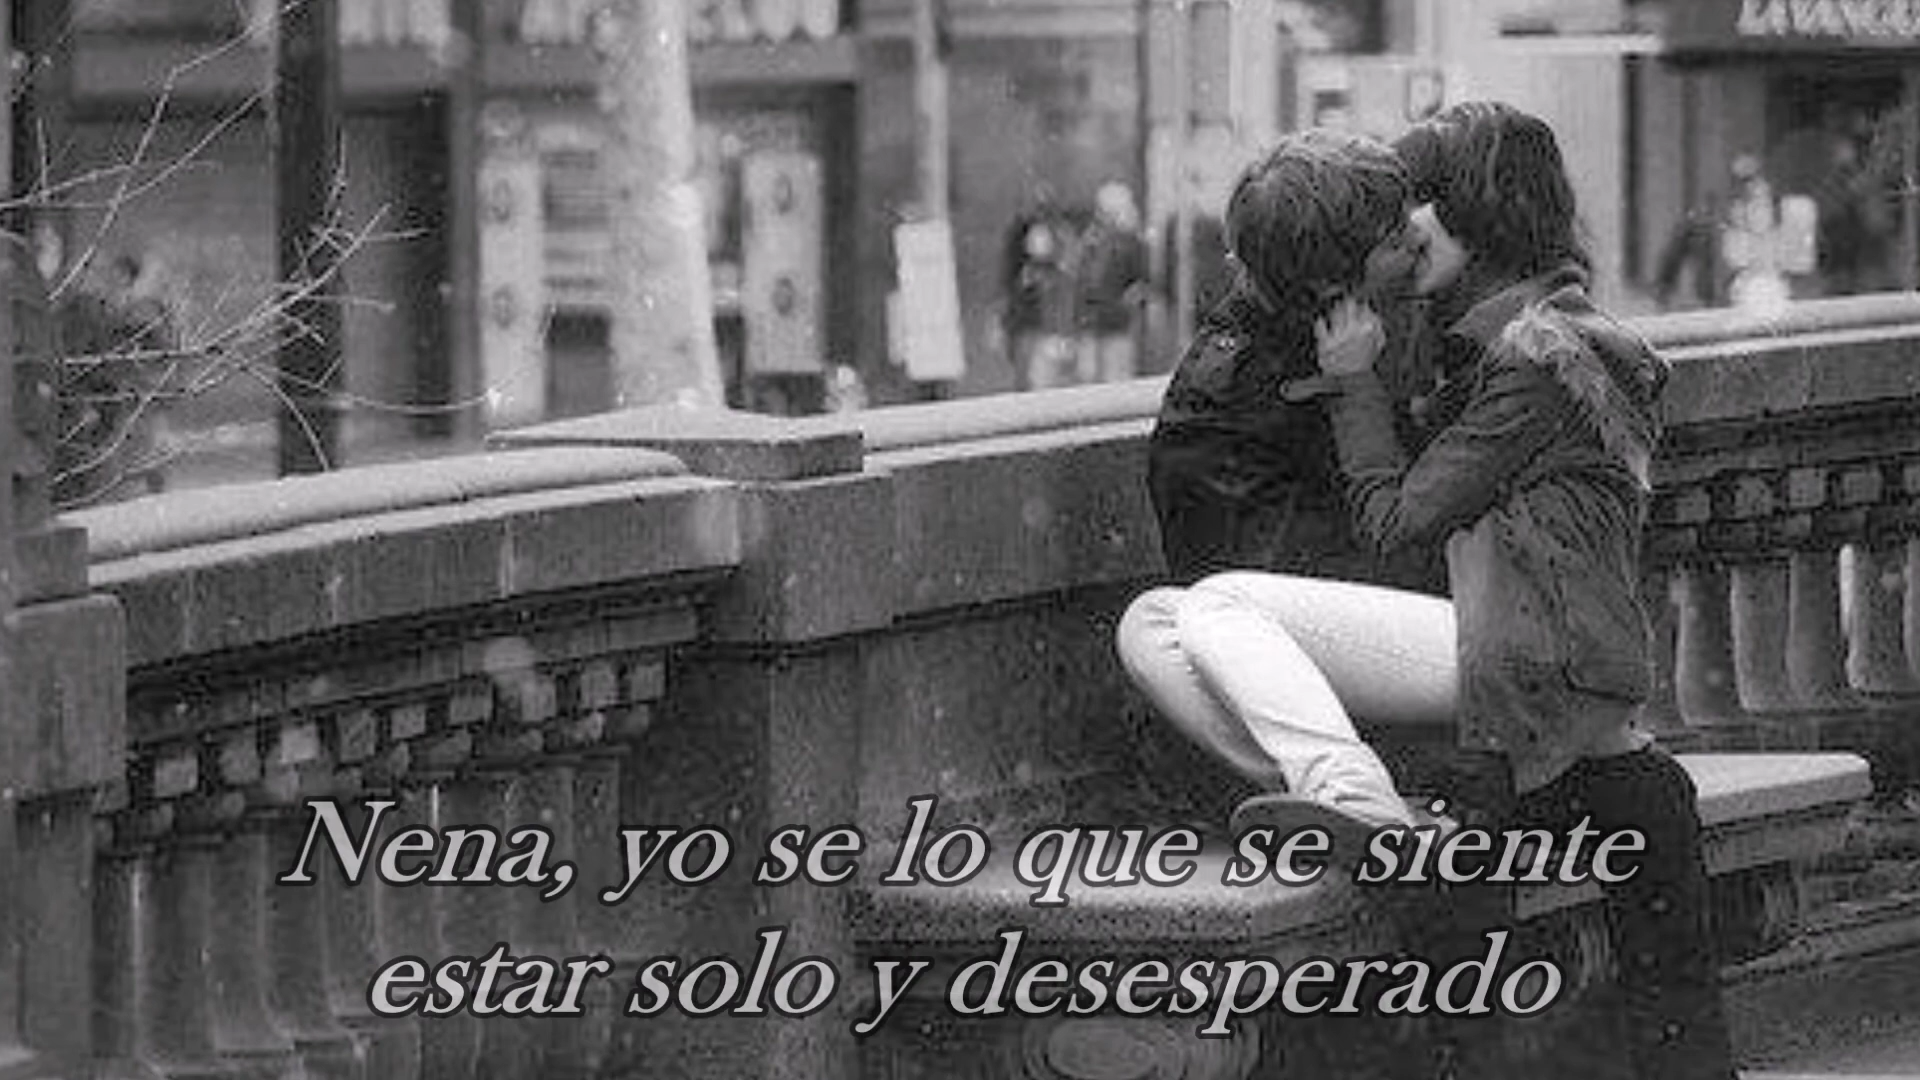 Nena, yo se lo que se siente
estar solo y desesperado